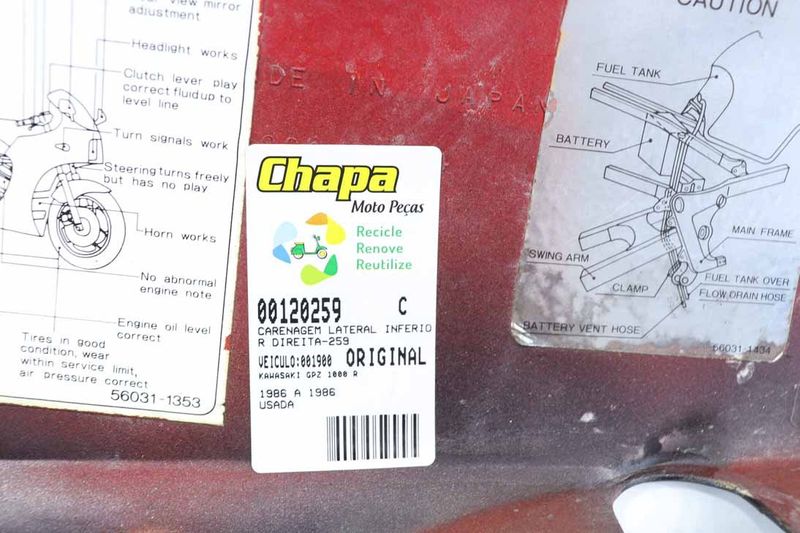 view mirror
adjustment
Headlight works
Clutch lever play
correct fluid up to
level line
Turn signals work
Steering turns freely
but has no play
Horn works
No abnormal
engine note
Engine oil level
correct
Tires in good
condition, wear
within service limit,
air pressure correct
56031-1353
DE IN JAPAN
Chapa
Moto Peças
Recicle
Renove
Reutilize
00120259 C
CARENAGEM LATERAL INFERIO
R DIREITA-259
VEICULO:001900 ORIGINAL
KAWASAKI GPZ 1000 R
1986 A 1986
USADA
CAUTION
FUEL TANK
BATTERY
MAIN FRAME
SWING ARM
CLAMP
FUEL TANK OVER
FLOW DRAIN HOSE
BATTERY VENT HOSE
56031-1434